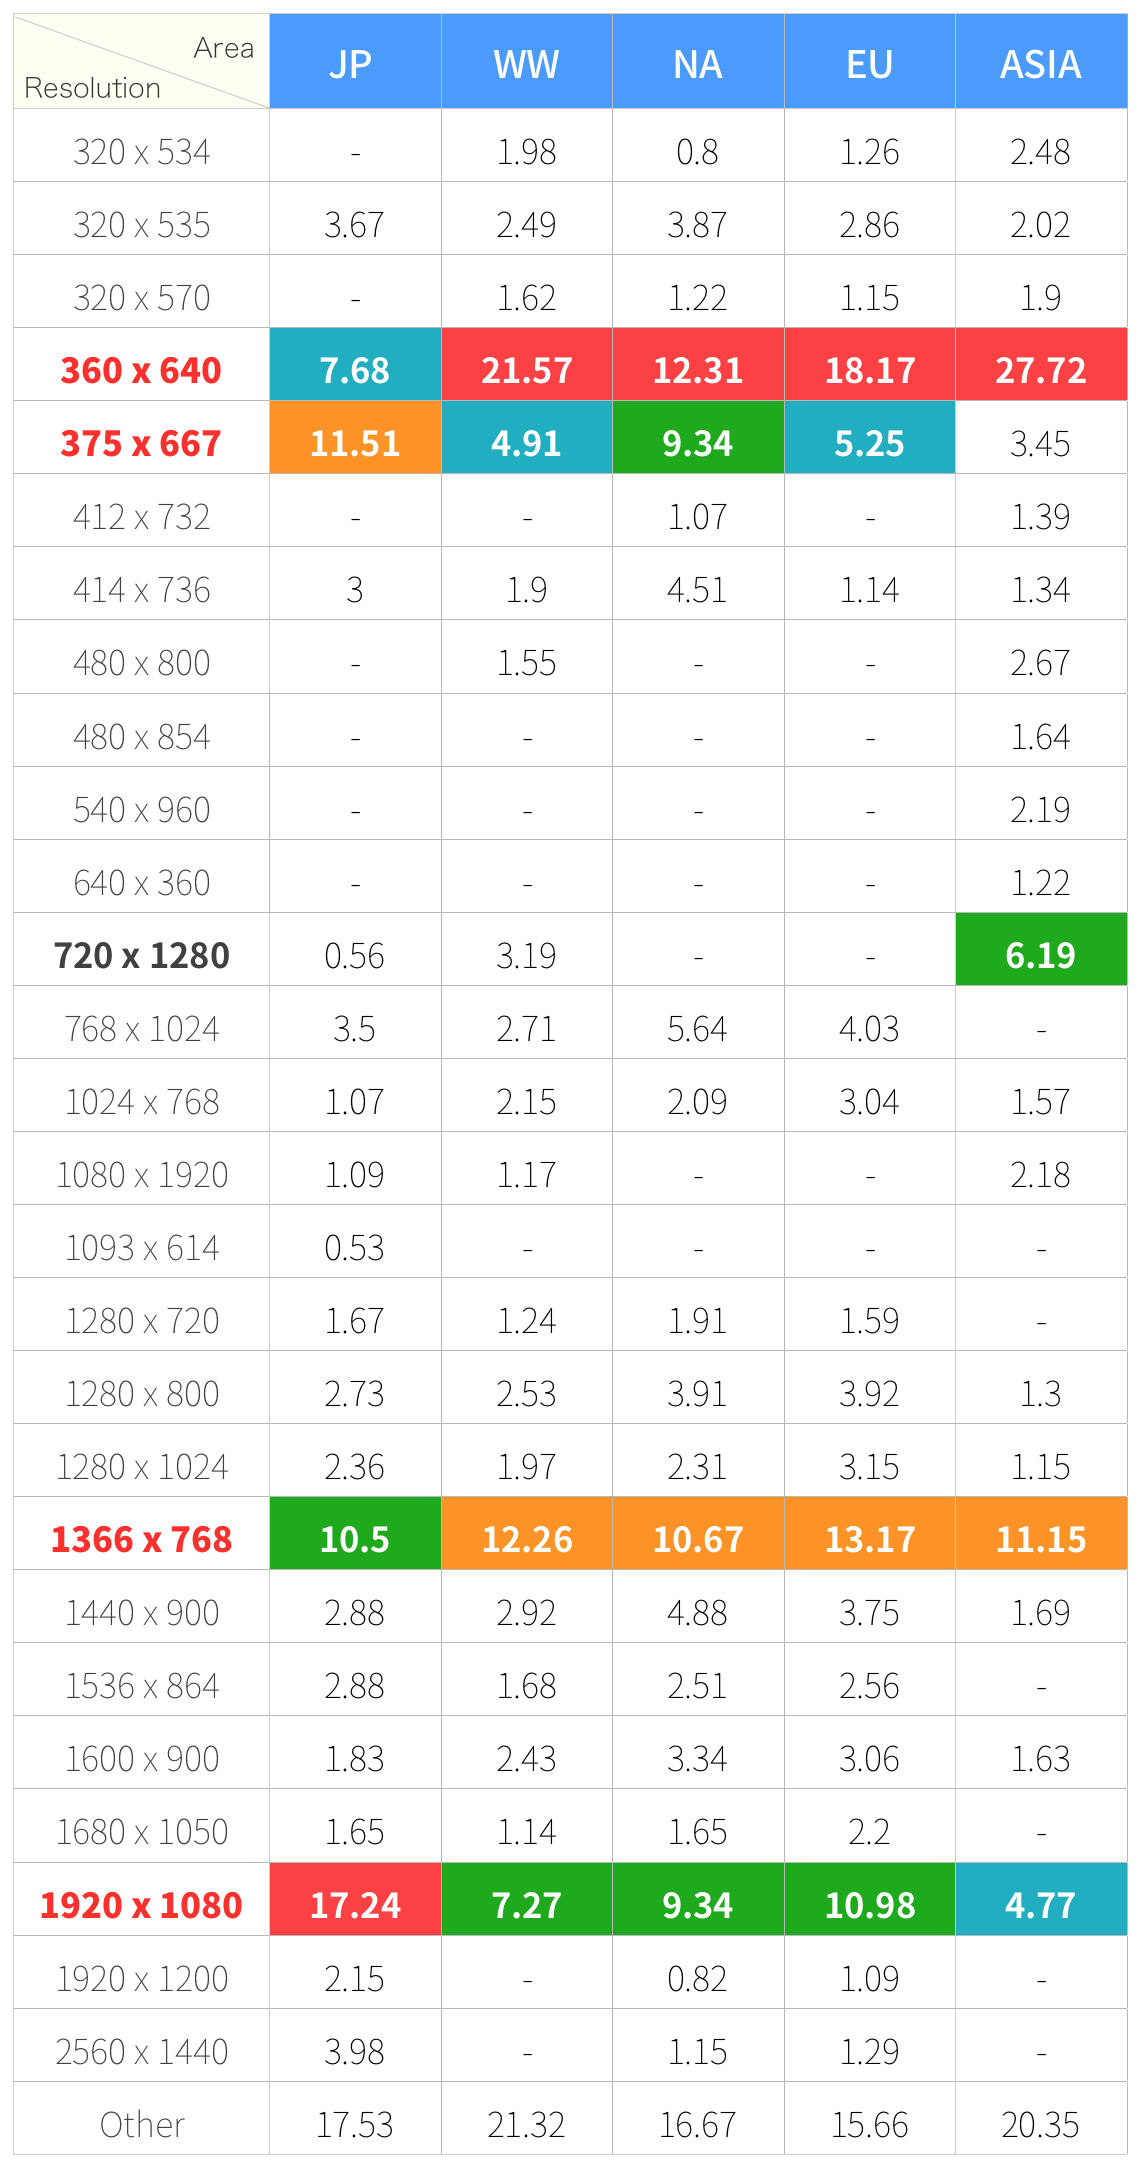 Area
Resolution
JP WW NA EU ASIA
320 x 534 - 1.98 0.8 1.26 2.48
320 x 535 3.67 2.49 3.87 2.86 2.02
320 x 570 - 1.62 1.22 1.15 1.9
360 x 640 7.68 21.57 12.31 18.17 27.72
375 x 667 11.51 4.91 9.34 5.25 3.45
412 x 732 - - 1.07 - 1.39
414 x 736 3 1.9 4.51 1.14 1.34
480 x 800 - 1.55 - - 2.67
480 x 854 - - - - 1.64
540 x 960 - - - - 2.19
640 x 360 - - - - 1.22
720 x 1280 0.56 3.19 - - 6.19
768 x 1024 3.5 2.71 5.64 4.03 -
1024 x 768 1.07 2.15 2.09 3.04 1.57
1080 x 1920 1.09 1.17 - - 2.18
1093 x 614 0.53 - - - -
1280 x 720 1.67 1.24 1.91 1.59 -
1280 x 800 2.73 2.53 3.91 3.92 1.3
1280 x 1024 2.36 1.97 2.31 3.15 1.15
1366 x 768 10.5 12.26 10.67 13.17 11.15
1440 x 900 2.88 2.92 4.88 3.75 1.69
1536 x 864 2.88 1.68 2.51 2.56 -
1600 x 900 1.83 2.43 3.34 3.06 1.63
1680 x 1050 1.65 1.14 1.65 2.2 -
1920 x 1080 17.24 7.27 9.34 10.98 4.77
1920 x 1200 2.15 - 0.82 1.09 -
2560 x 1440 3.98 - 1.15 1.29 -
Other 17.53 21.32 16.67 15.66 20.35